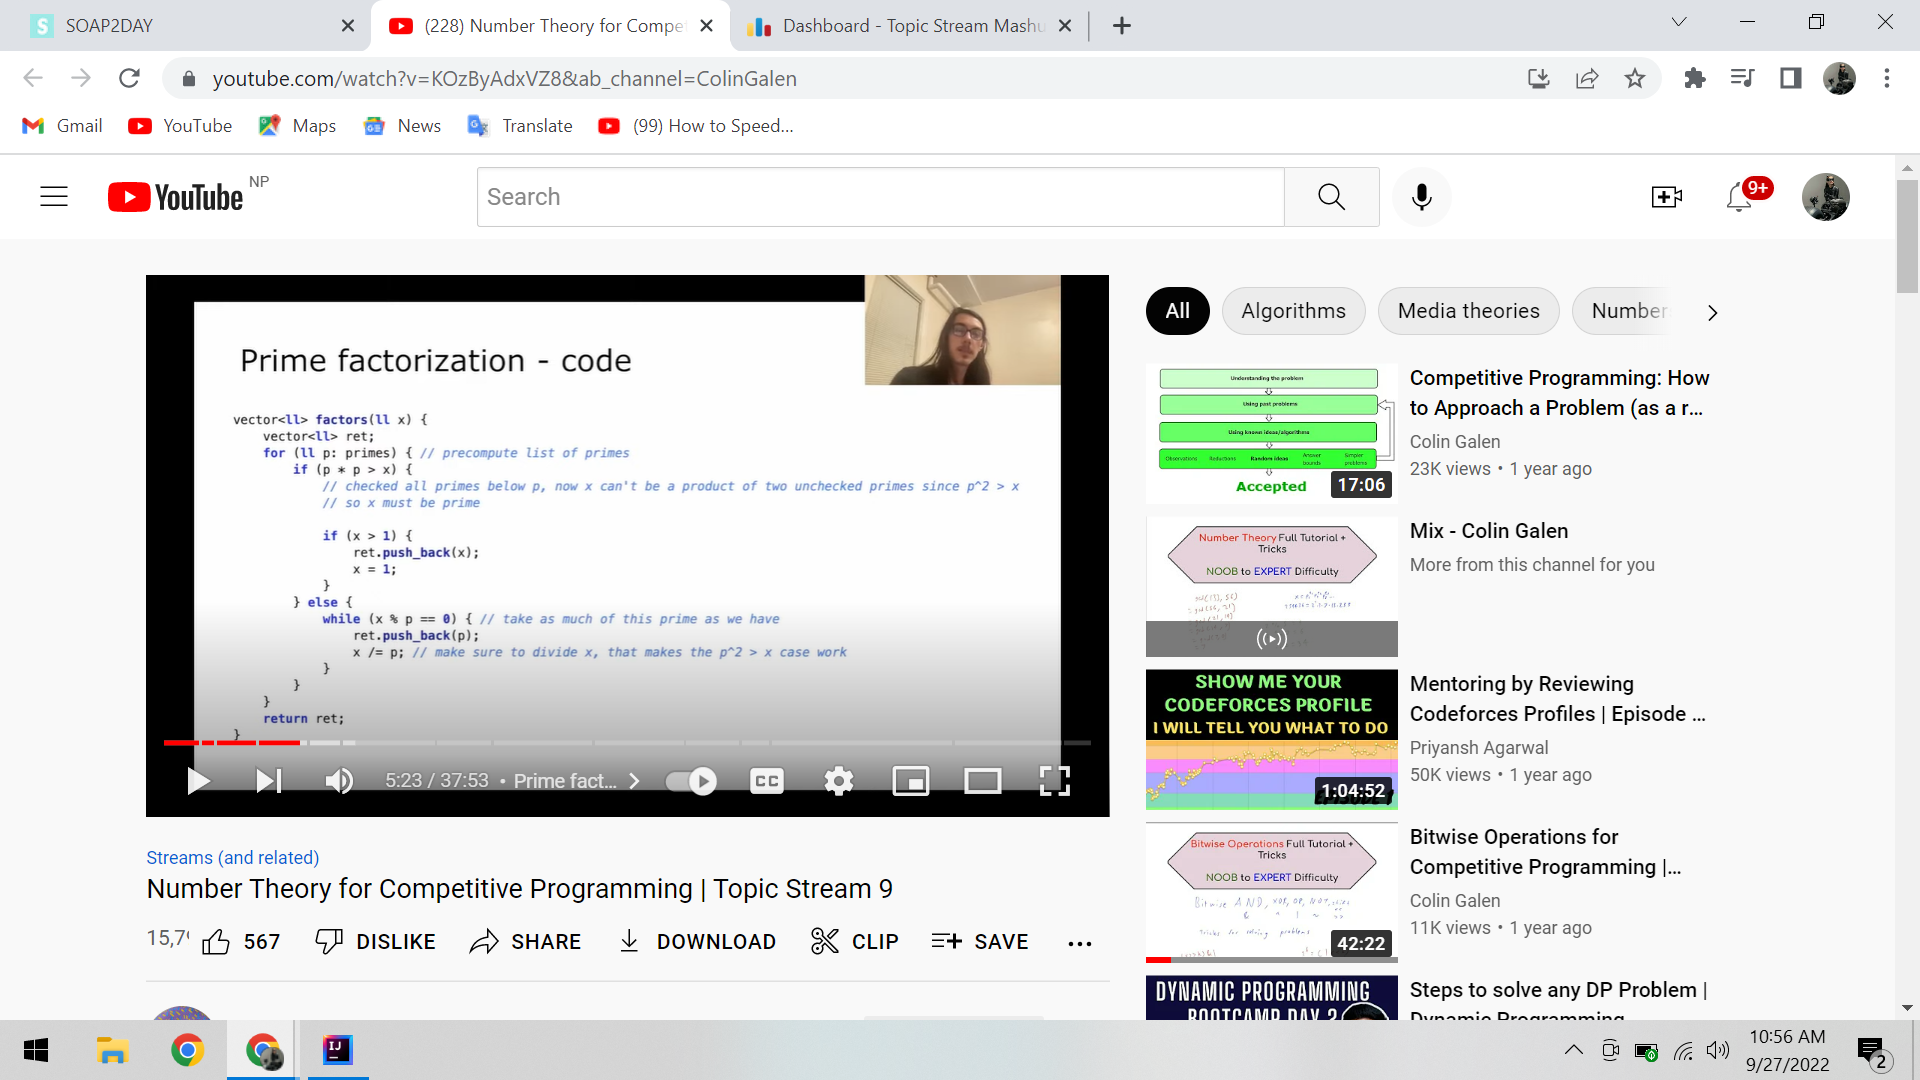 SOAP2DAY
(228) Number Theory for Compe
Dashboard - Topic Stream Mashu
youtube.com/watch?v=KOzByAdxVZ8&ab_channel=ColinGalen
Gmail
YouTube
Maps
News
Translate
(99) How to Speed...
YouTube NP
Search
9+
Prime factorization - code
vector<ll> factors(ll x) {
vector<ll> ret;
for (ll p: primes) { // precompute list of primes
if (p * p > x) {
// checked all primes below p, now x can't be a product of two unchecked primes since p^2 > x
// so x must be prime
if (x > 1) {
ret.push_back(x);
x = 1;
}
} else {
while (x % p == 0) { // take as much of this prime as we have
ret.push_back(p);
x /= p; // make sure to divide x, that makes the p^2 > x case work
}
}
}
return ret;
}
5:23 / 37:53 • Prime fact...
CC
Streams (and related)
Number Theory for Competitive Programming | Topic Stream 9
567
DISLIKE
SHARE
DOWNLOAD
CLIP
SAVE
All
Algorithms
Media theories
Number
Understanding the problem
Using past problems
Using known ideas/algorithms
Observations
Reductions
Random ideas
Answer bounds
Simpler problems
Accepted
17:06
Competitive Programming: How
to Approach a Problem (as a r...
Colin Galen
23K views • 1 year ago
Number Theory Full Tutorial +
Tricks
NOOB to EXPERT Difficulty
Mix - Colin Galen
More from this channel for you
SHOW ME YOUR
CODEFORCES PROFILE
I WILL TELL YOU WHAT TO DO
1:04:52
Mentoring by Reviewing
Codeforces Profiles | Episode ...
Priyansh Agarwal
50K views • 1 year ago
Bitwise Operations Full Tutorial +
Tricks
NOOB to EXPERT Difficulty
42:22
Bitwise Operations for
Competitive Programming |...
Colin Galen
11K views • 1 year ago
DYNAMIC PROGRAMMING
BOOTCAMP DAY 2
Steps to solve any DP Problem |
Dynamic Programming
IJ
10:56 AM
9/27/2022
2